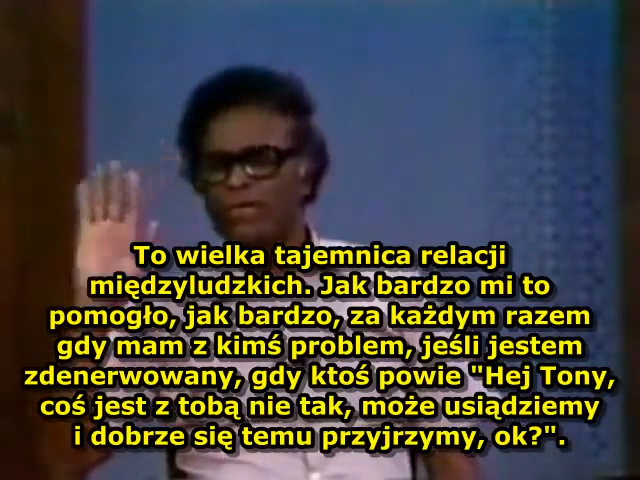 To wielka tajemnica relacji
międzyludzkich. Jak bardzo mi to
pomogło, jak bardzo, za każdym razem
gdy mam z kimś problem, jeśli jestem
zdenerwowany, gdy ktoś powie "Hej Tony,
coś jest z tobą nie tak, może usiądziemy
i dobrze się temu przyjrzymy, ok?".